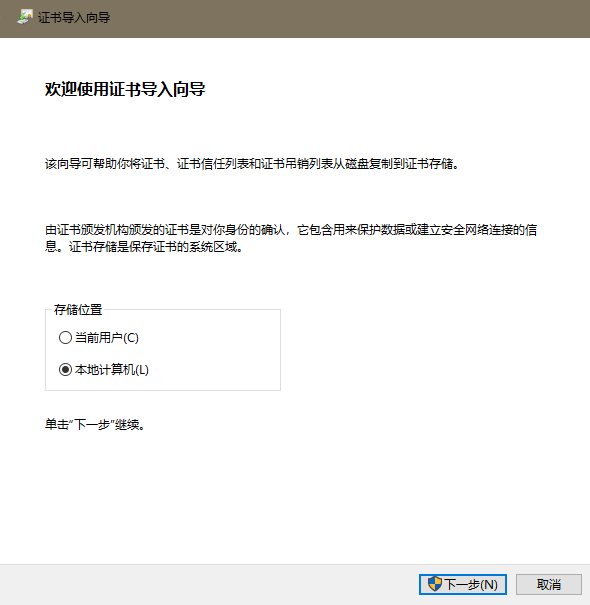 证书导入向导
欢迎使用证书导入向导
该向导可帮助你将证书、证书信任列表和证书吊销列表从磁盘复制到证书存储。
由证书颁发机构颁发的证书是对你身份的确认，它包含用来保护数据或建立安全网络连接的信
息。证书存储是保存证书的系统区域。
存储位置
当前用户(C)
本地计算机(L)
单击"下一步"继续。
下一步(N)
取消